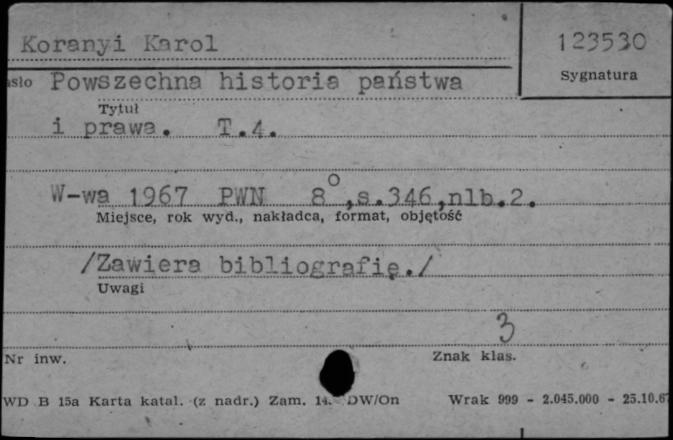 Koranyi Karol
123530
Sygnatura
Powszechna historia państwa
Tytuł
i prawa. T.4.
W-wa 1967 PWN 8°,s.346,nlb.2.
Miejsce, rok wyd., nakładca, format, objętość
/Zawiera bibliografię./
Uwagi
3
Nr inw.
Znak klas.
WD B 15a Karta katal. (z nadr.) Zam. DW/On Wrak 999 - 2.045.000 - 25.10.67